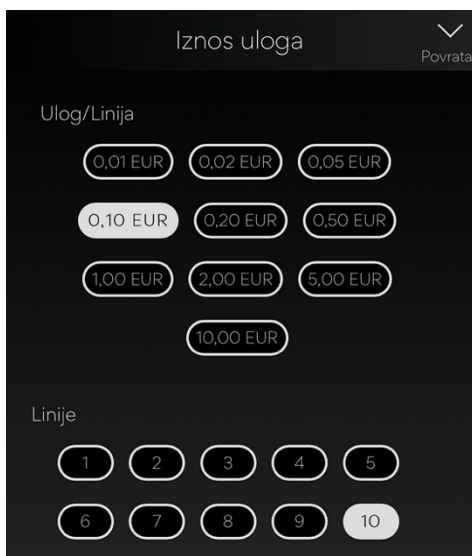 Iznos uloga
Povrata
Ulog/Linija
0,01 EUR 0,02 EUR 0,05 EUR
0,10 EUR 0,20 EUR 0,50 EUR
1,00 EUR 2,00 EUR 5,00 EUR
10,00 EUR
Linije
1 2 3 4 5
6 7 8 9 10